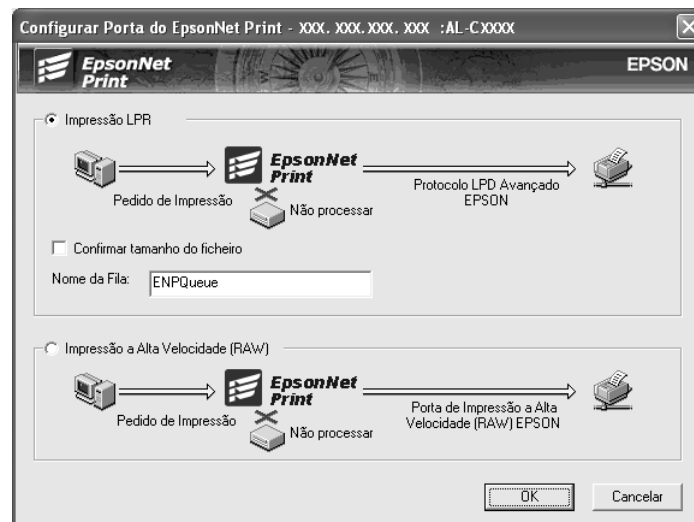 Configurar Porta do EpsonNet Print - XXX. XXX. XXX. XXX :AL-CXXXX
EpsonNet
Print
EPSON
Impressão LPR
EpsonNet
Print
Pedido de Impressão
Não processar
Protocolo LPD Avançado
EPSON
Confirmar tamanho do ficheiro
Nome da Fila:
ENPQueue
Impressão a Alta Velocidade (RAW)
EpsonNet
Print
Pedido de Impressão
Não processar
Porta de Impressão a Alta
Velocidade (RAW) EPSON
OK
Cancelar